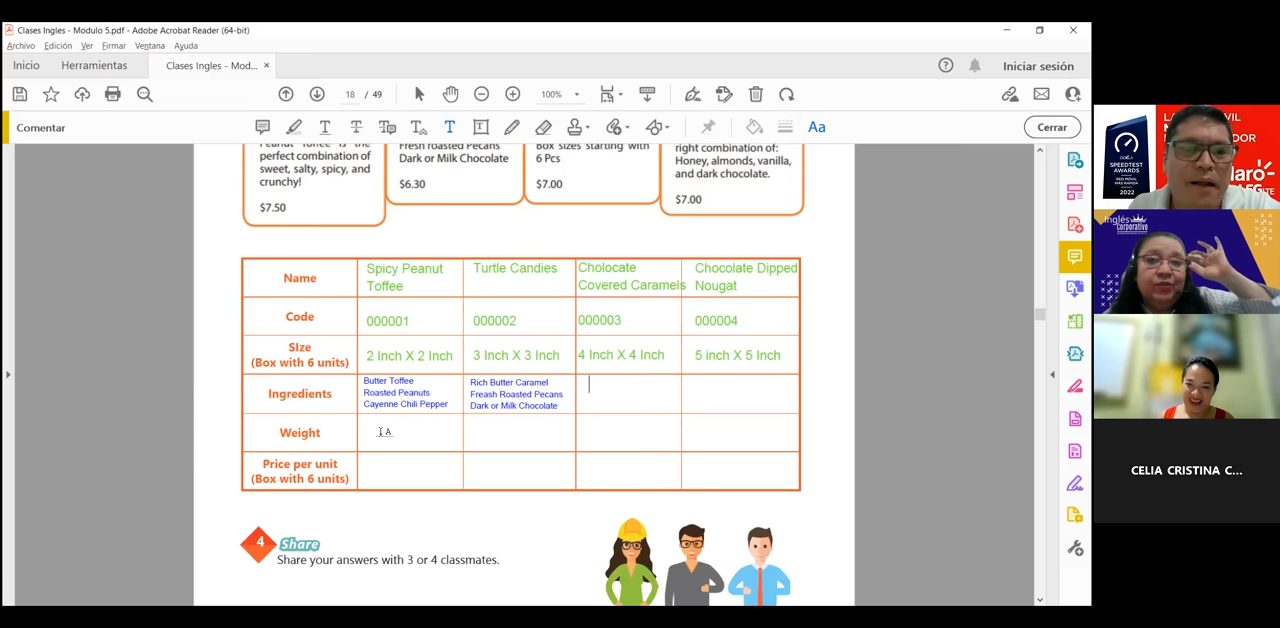 Clases Ingles - Modulo 5.pdf - Adobe Acrobat Reader (64-bit)
Archivo Edición Ver Firmar Ventana Ayuda
Inicio Herramientas Clases Ingles - Mod... × Iniciar sesión
18 / 49 100%
Comentar Aa Cerrar
perfect combination of
sweet, salty, spicy, and
crunchy!
$7.50
Fresh roasted Pecans
Dark or Milk Chocolate
$6.30
Box sizes starting with
6 Pcs
$7.00
right combination of:
Honey, almonds, vanilla,
and dark chocolate.
$7.00
Name Spicy Peanut Toffee Turtle Candies Cholocate Covered Caramels Chocolate Dipped Nougat
Code 000001 000002 000003 000004
SIze
(Box with 6 units) 2 Inch X 2 Inch 3 Inch X 3 Inch 4 Inch X 4 Inch 5 inch X 5 Inch
Ingredients
Butter Toffee
Roasted Peanuts
Cayenne Chili Pepper
Rich Butter Caramel
Freash Roasted Pecans
Dark or Milk Chocolate
Weight
Price per unit
(Box with 6 units)
4 Share
Share your answers with 3 or 4 classmates.
SPEEDTEST
AWARDS
2022
Inglés
Corporativo
CELIA CRISTINA C...